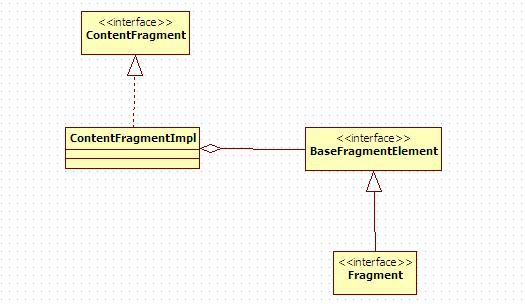 <<interface>>
ContentFragment
ContentFragmentImpl
<<interface>>
BaseFragmentElement
<<interface>>
Fragment